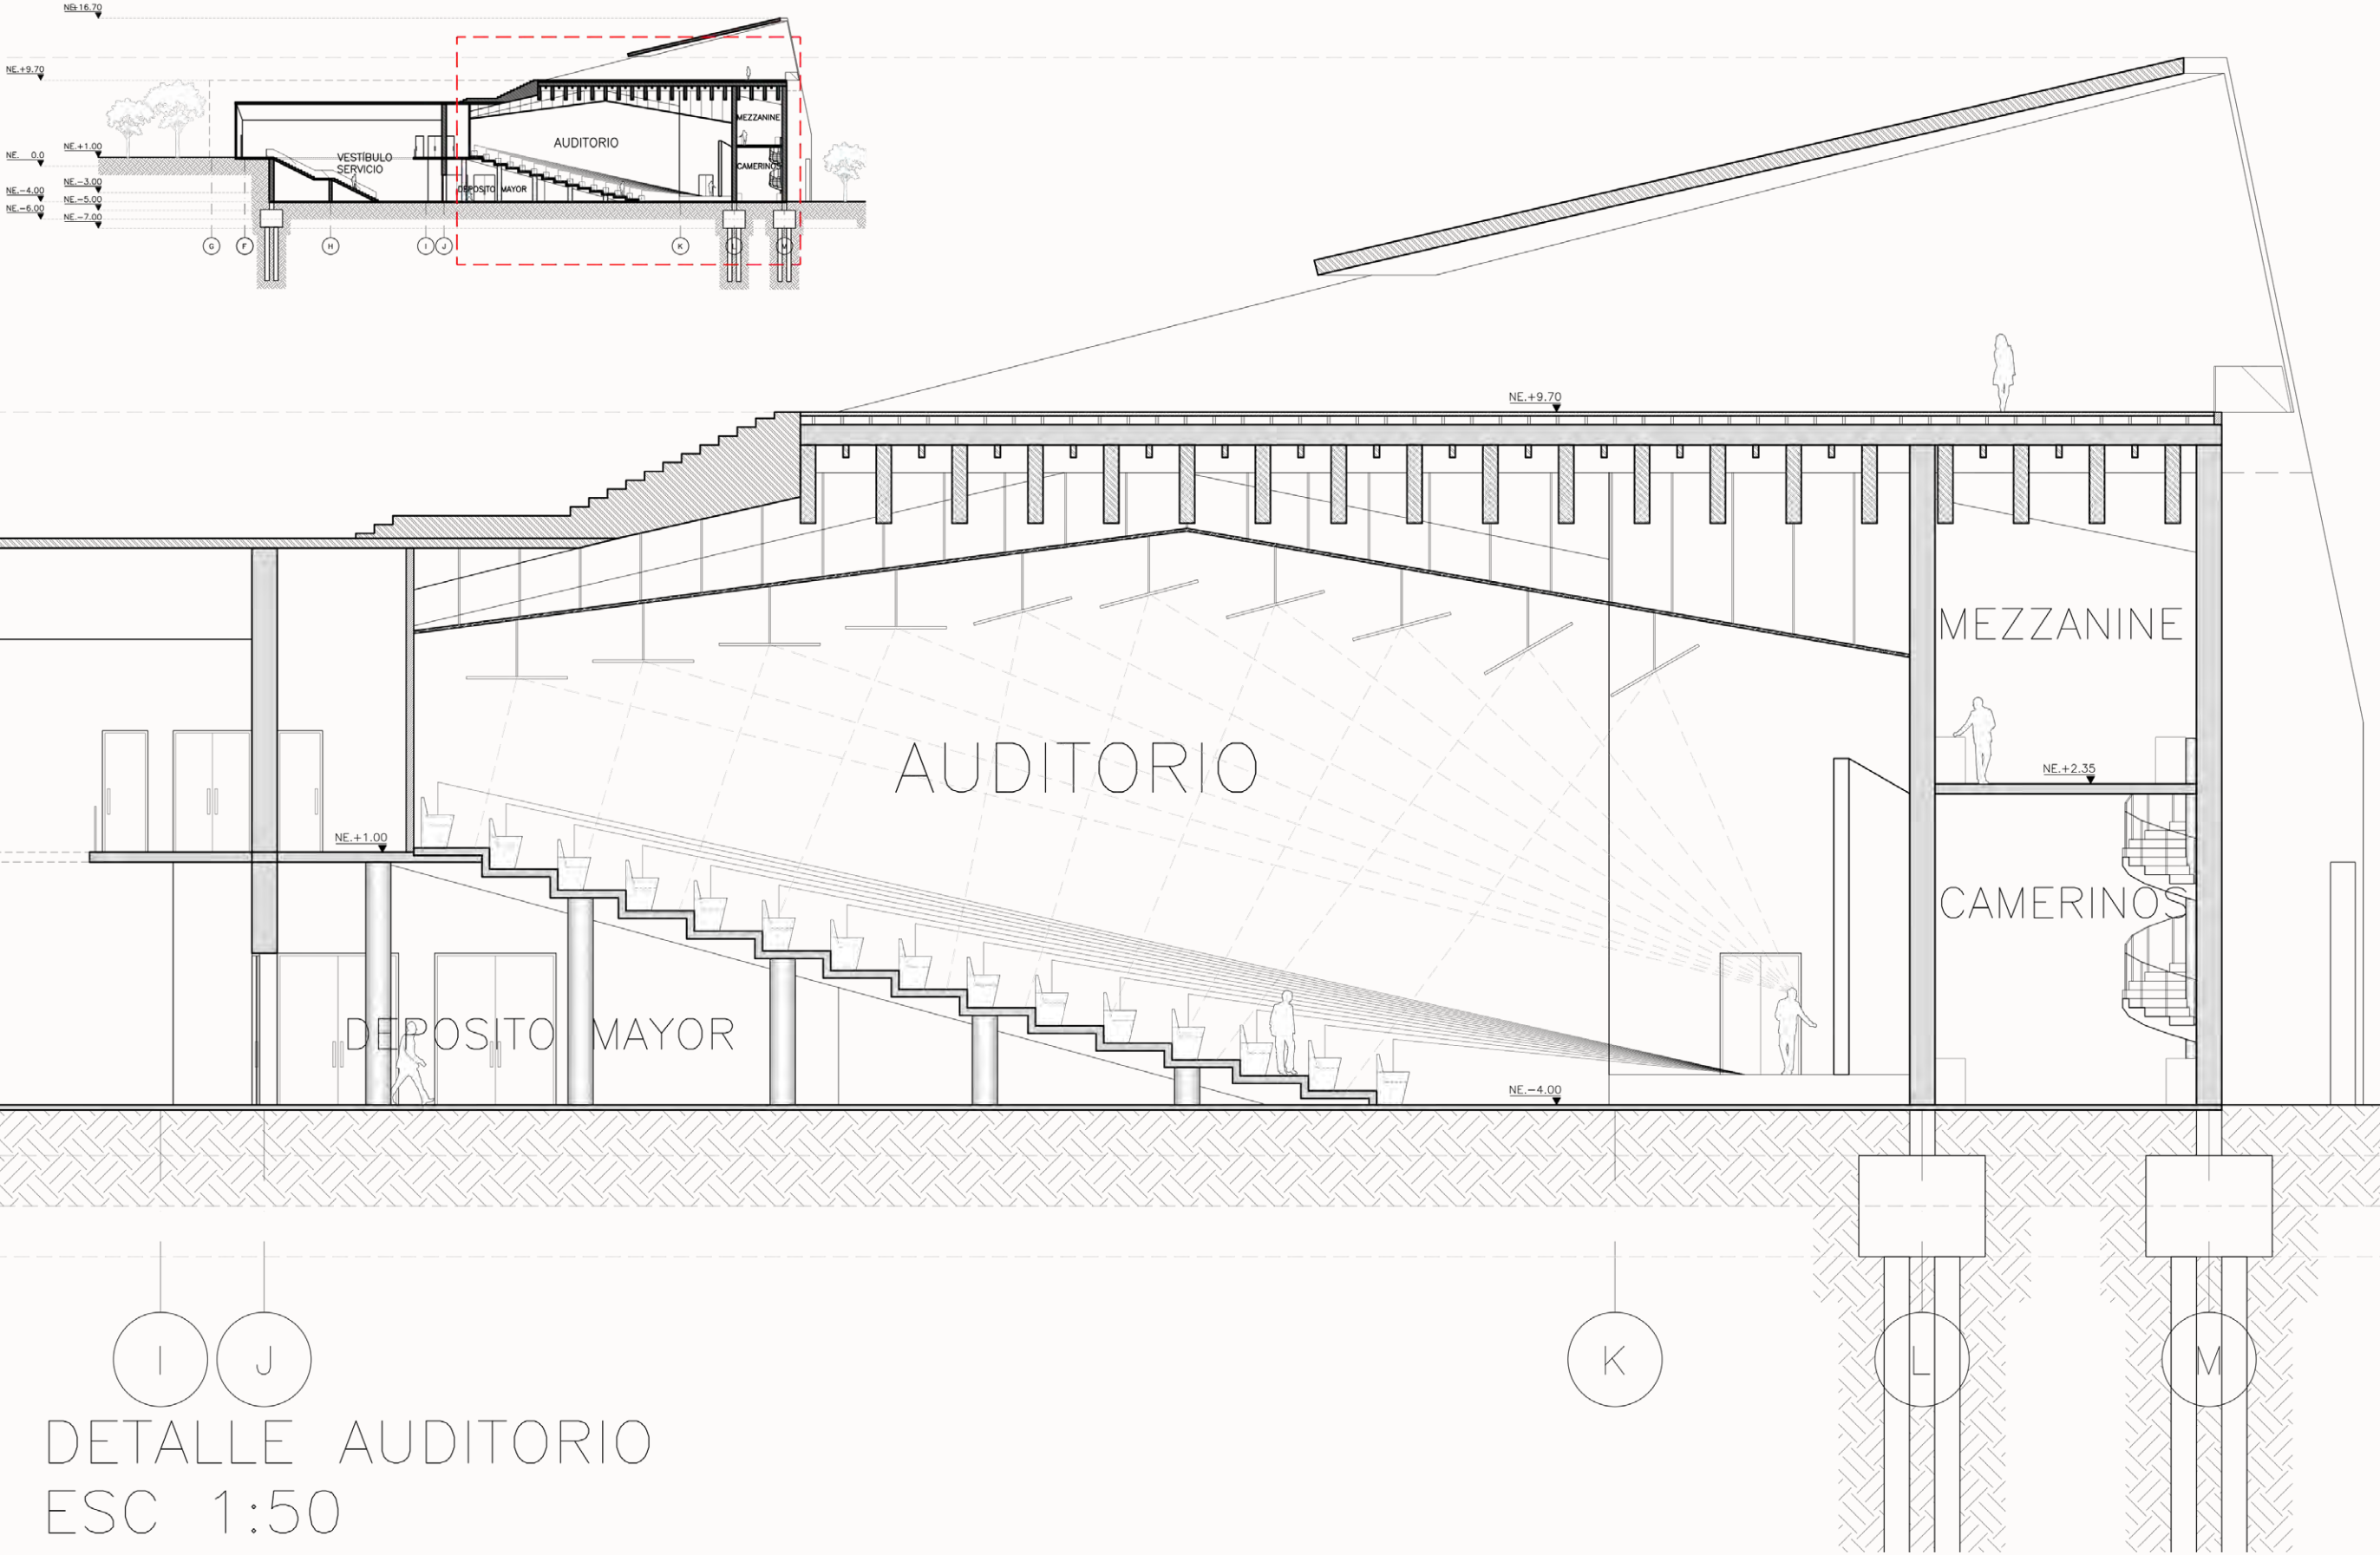 NE+16.70
NE.+9.70
NE.+1.00
NE. 0.0
NE.-3.00
NE.-4.00
NE.-5.00
NE.-6.00
NE.-7.00
VESTÍBULO
SERVICIO
AUDITORIO
MEZZANINE
CAMERINOS
DEPOSITO MAYOR
G F H I J K L M
NE.+9.70
MEZZANINE
AUDITORIO
NE.+2.35
NE.+1.00
CAMERINOS
DEPOSITO MAYOR
NE.-4.00
I J K L M
DETALLE AUDITORIO
ESC 1:50